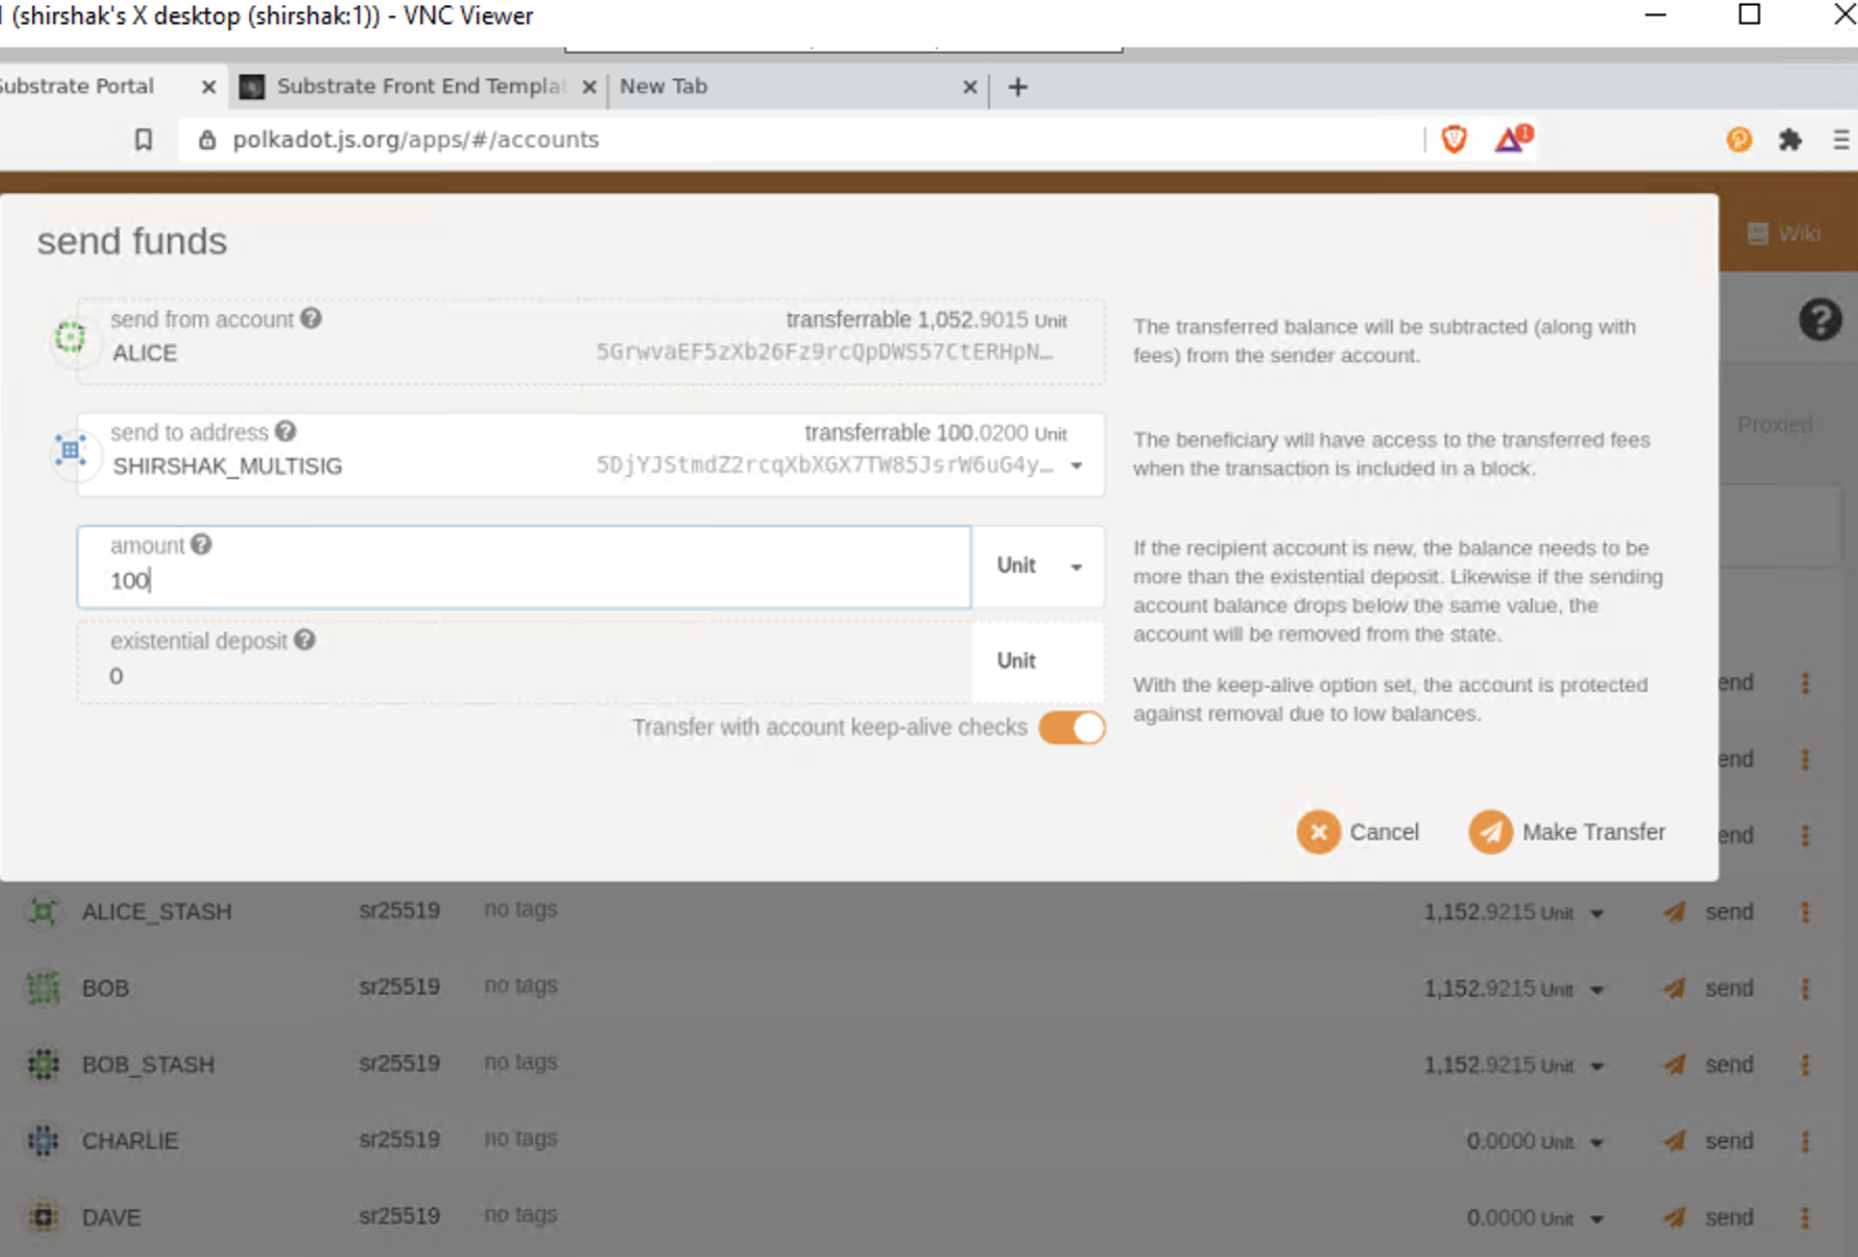 (shirshak's X desktop (shirshak:1)) - VNC Viewer
Substrate Portal
Substrate Front End Templat
New Tab
polkadot.js.org/apps/#/accounts
1
send funds
Wiki
send from account
transferrable 1,052.9015 Unit
ALICE
5GrwvaEF5zXb26Fz9rcQpDWS57CtERHpN…
The transferred balance will be subtracted (along with
fees) from the sender account.
send to address
transferrable 100.0200 Unit
SHIRSHAK_MULTISIG
5DjYJStmdZ2rcqXbXGX7TW85JsrW6uG4y…
The beneficiary will have access to the transferred fees
when the transaction is included in a block.
Proxied
amount
100
Unit
existential deposit
0
Unit
If the recipient account is new, the balance needs to be
more than the existential deposit. Likewise if the sending
account balance drops below the same value, the
account will be removed from the state.
With the keep-alive option set, the account is protected
against removal due to low balances.
Transfer with account keep-alive checks
end
end
end
Cancel
Make Transfer
ALICE_STASH sr25519 no tags 1,152.9215 Unit send
BOB sr25519 no tags 1,152.9215 Unit send
BOB_STASH sr25519 no tags 1,152.9215 Unit send
CHARLIE sr25519 no tags 0.0000 Unit send
DAVE sr25519 no tags 0.0000 Unit send